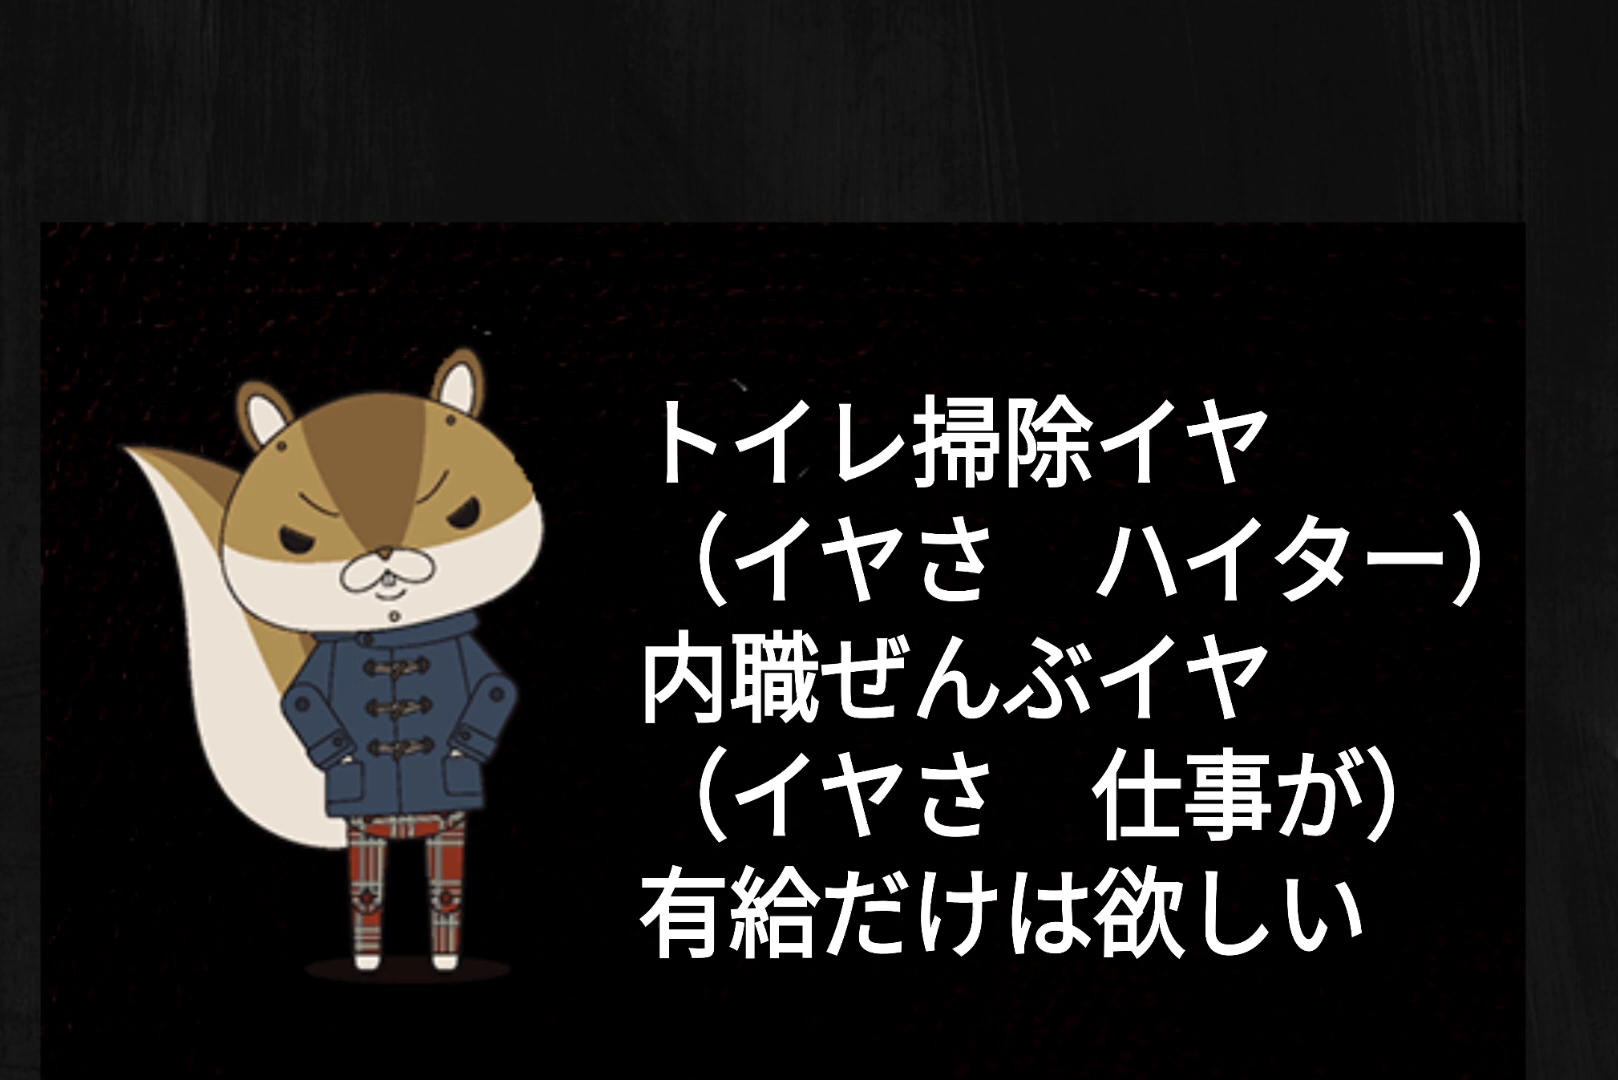 トイレ掃除イヤ
（イヤさ　ハイター）
内職ぜんぶイヤ
（イヤさ　仕事が）
有給だけは欲しい